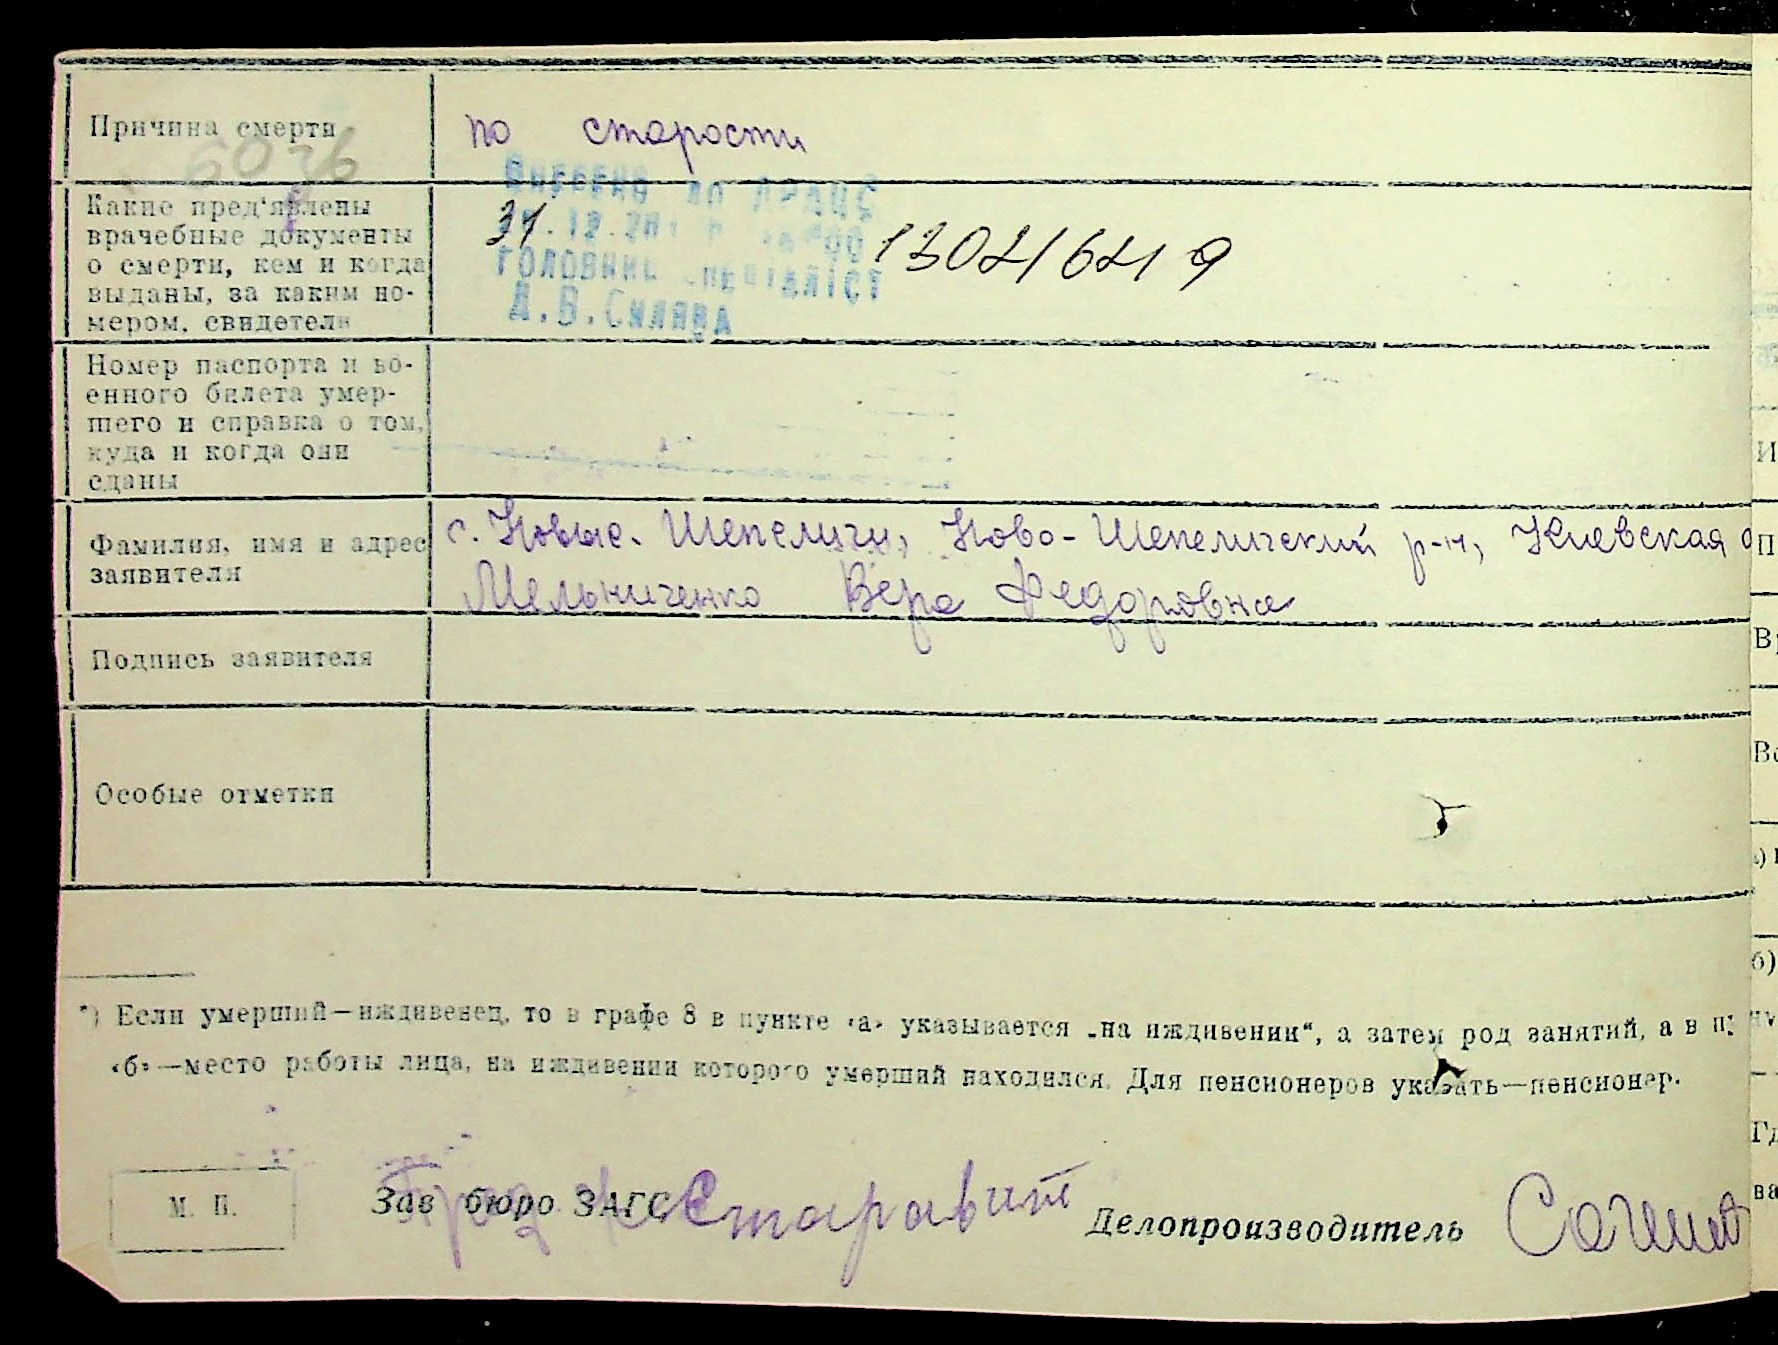 Причина смерти
по старости
6076
Какие пред'явлены
врачебные документы
о смерти, кем и когда
выданы, за каким но-
мером, свидетели
Внесено до ДРАЦС
31.12.20
головний спеціаліст
А.В.Силява
Номер паспорта и во-
енного билета умер-
шего и справка о том,
куда и когда они
сданы
Фамилия, имя и адрес
заявителя
с. Новые. Шепеличи, Ново-Шепеличский р-н, Киевская о
Мельниченко Вера Федоровна
Подпись заявителя
Особые отметки
*) Если умерший—иждивенец, то в графе 8 в пункте «а» указывается „на иждивении“, а затем род занятий, а в пу
«б»—место работы лица, на иждивении которого умерший находился. Для пенсионеров указать—пенсионер.
М. П.
Зав бюро ЗАГС
Делопроизводитель